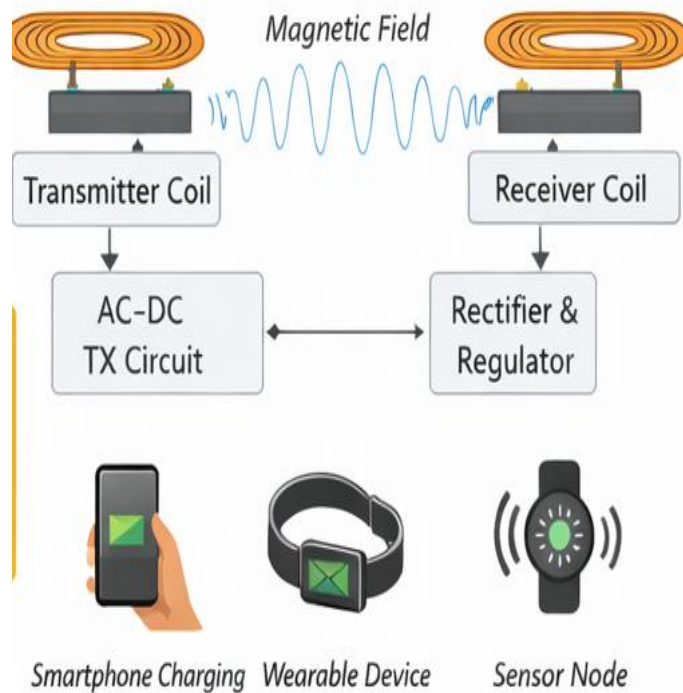 Magnetic Field
Transmitter Coil
Receiver Coil
AC-DC
TX Circuit
Rectifier &
Regulator
Smartphone Charging
Wearable Device
Sensor Node